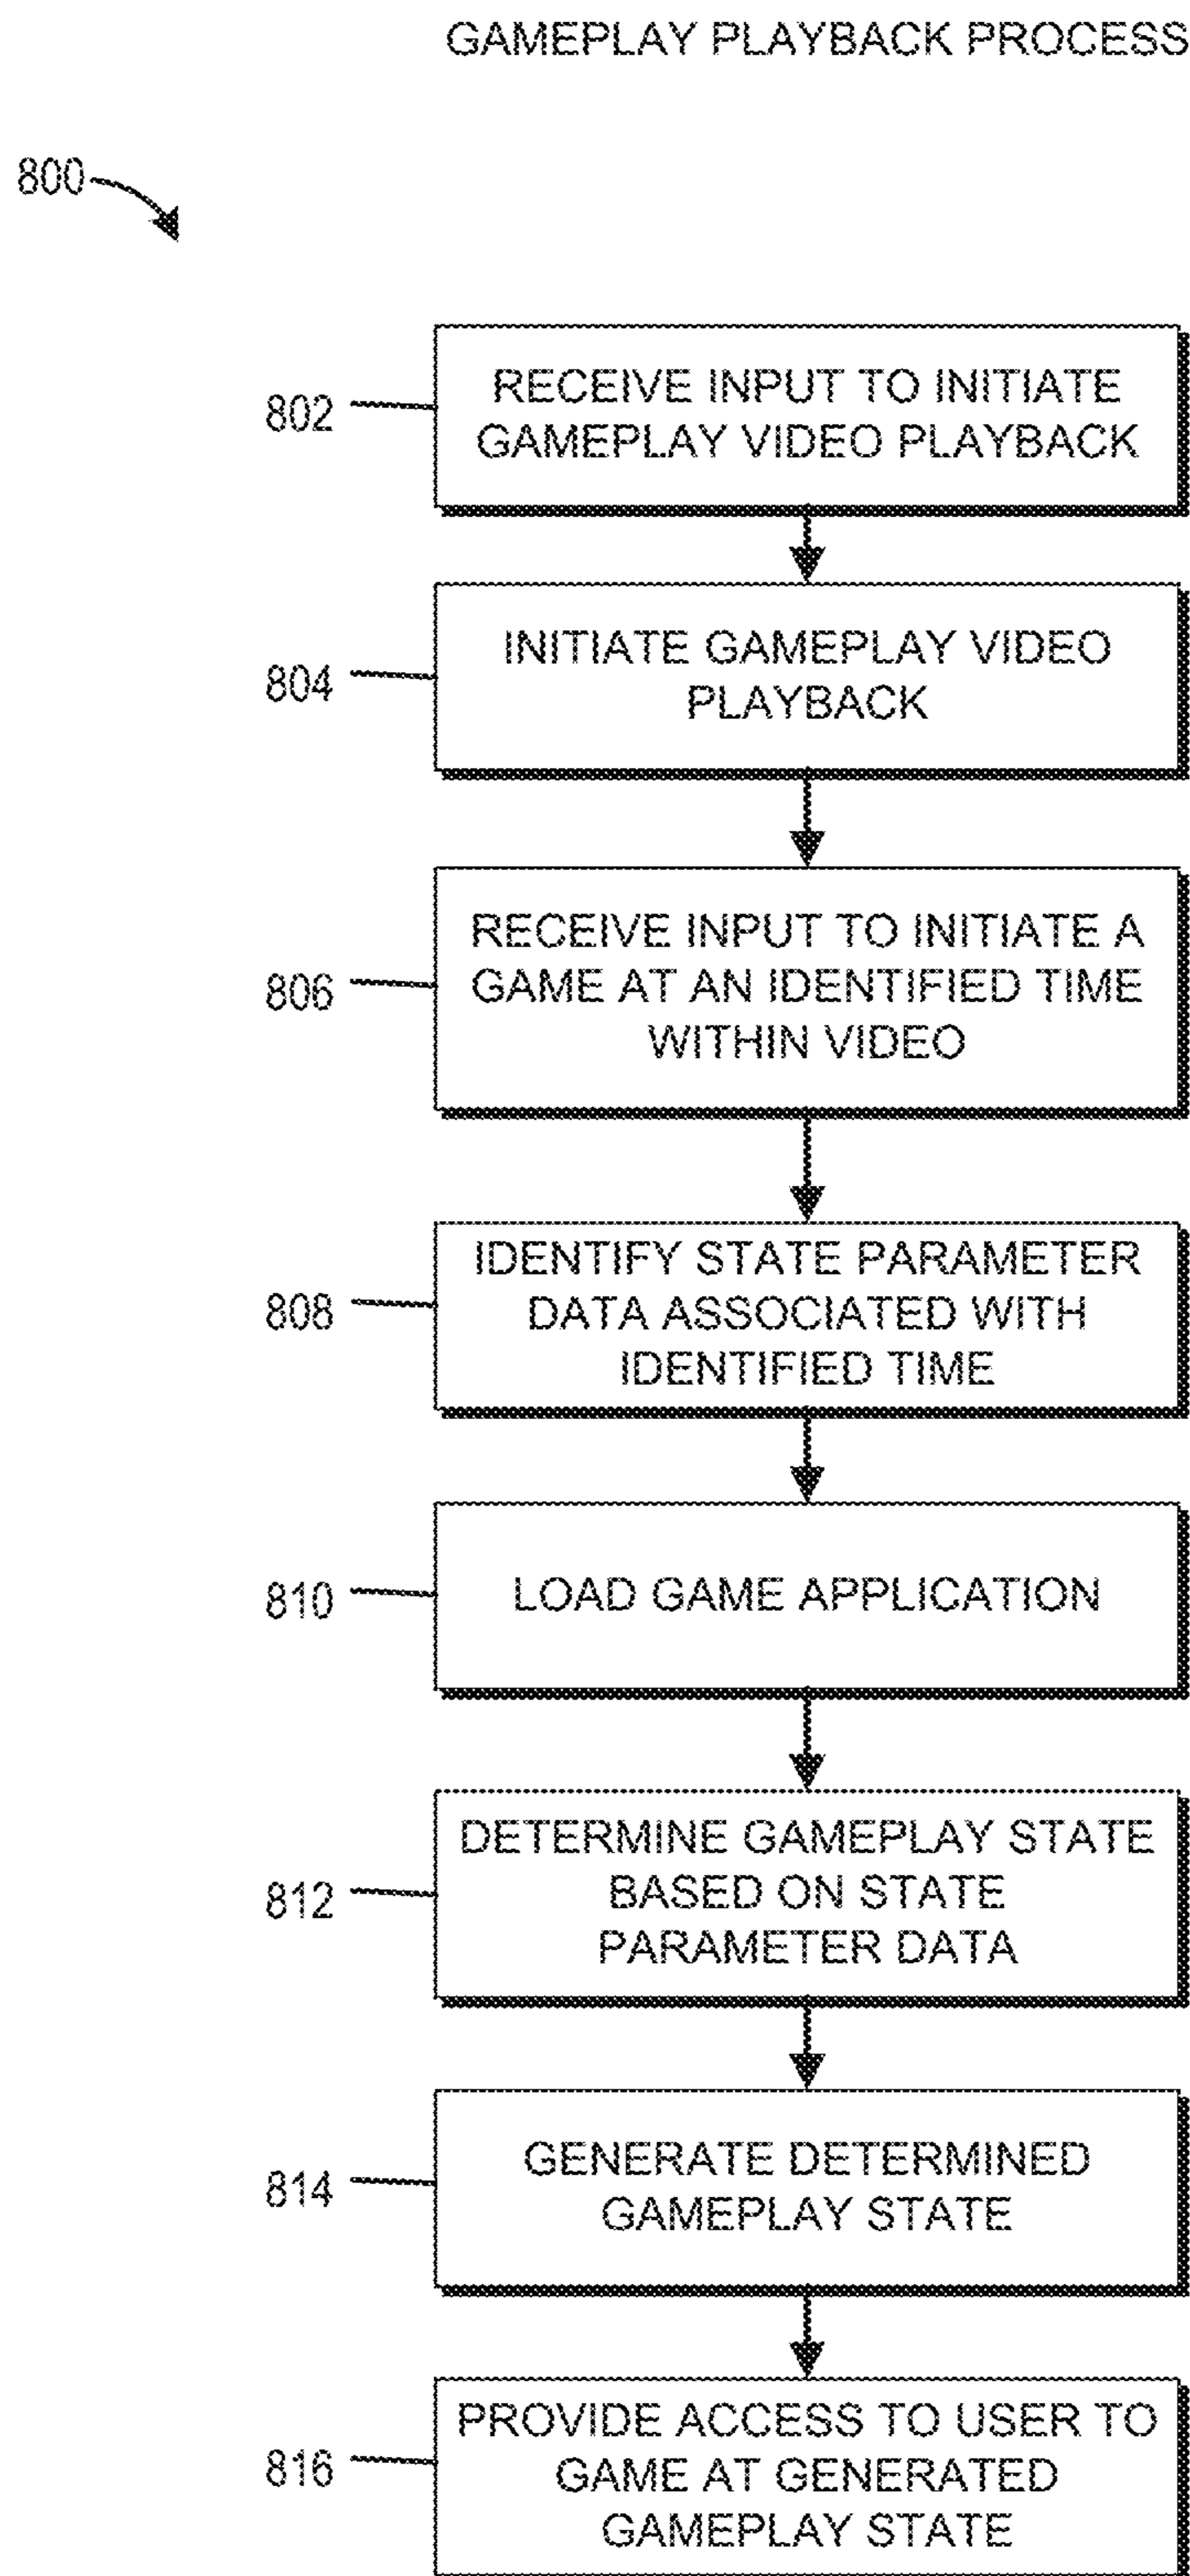 GAMEPLAY PLAYBACK PROCESS
800
802
RECEIVE INPUT TO INITIATE
GAMEPLAY VIDEO PLAYBACK
804
INITIATE GAMEPLAY VIDEO
PLAYBACK
806
RECEIVE INPUT TO INITIATE A
GAME AT AN IDENTIFIED TIME
WITHIN VIDEO
808
IDENTIFY STATE PARAMETER
DATA ASSOCIATED WITH
IDENTIFIED TIME
810
LOAD GAME APPLICATION
812
DETERMINE GAMEPLAY STATE
BASED ON STATE
PARAMETER DATA
814
GENERATE DETERMINED
GAMEPLAY STATE
816
PROVIDE ACCESS TO USER TO
GAME AT GENERATED
GAMEPLAY STATE